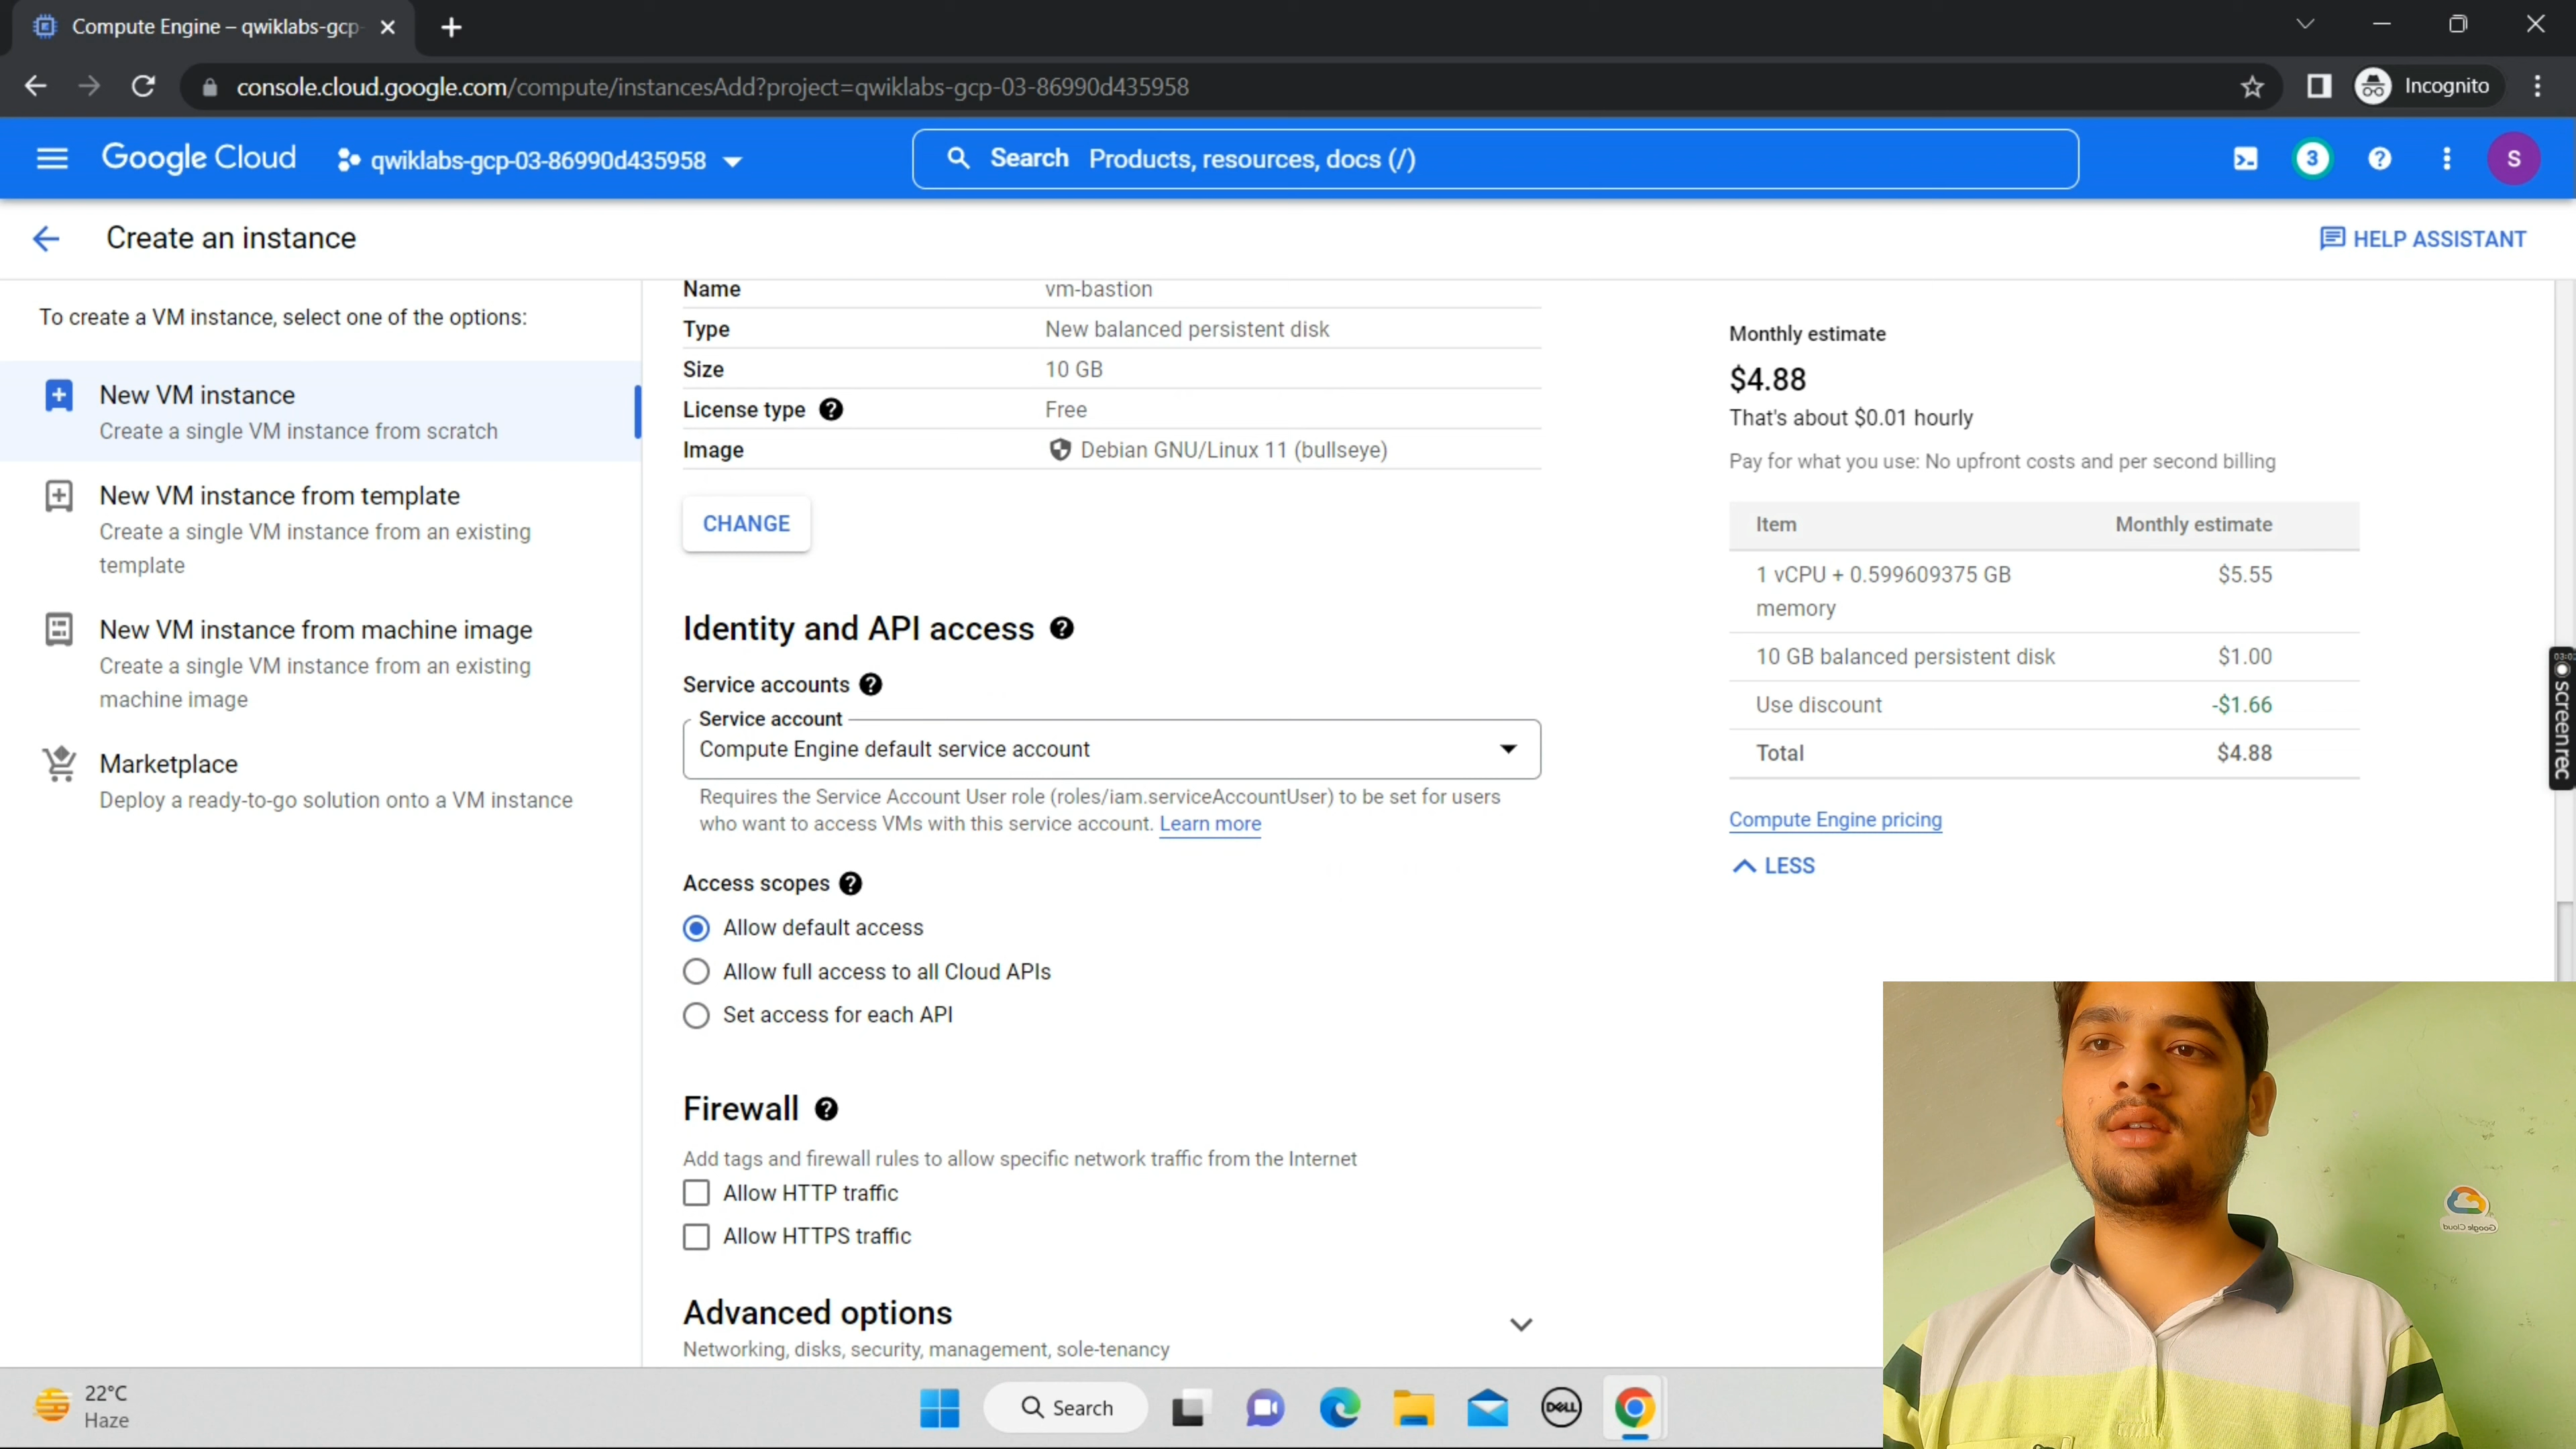 Compute Engine – qwiklabs-gcp-
console.cloud.google.com/compute/instancesAdd?project=qwiklabs-gcp-03-86990d435958
Incognito
Google Cloud
qwiklabs-gcp-03-86990d435958
Search Products, resources, docs (/)
3
S
Create an instance
HELP ASSISTANT
To create a VM instance, select one of the options:
New VM instance
Create a single VM instance from scratch
New VM instance from template
Create a single VM instance from an existing
template
New VM instance from machine image
Create a single VM instance from an existing
machine image
Marketplace
Deploy a ready-to-go solution onto a VM instance
Name vm-bastion
Type New balanced persistent disk
Size 10 GB
License type Free
Image Debian GNU/Linux 11 (bullseye)
CHANGE
Identity and API access
Service accounts
Service account
Compute Engine default service account
Requires the Service Account User role (roles/iam.serviceAccountUser) to be set for users
who want to access VMs with this service account. Learn more
Access scopes
Allow default access
Allow full access to all Cloud APIs
Set access for each API
Firewall
Add tags and firewall rules to allow specific network traffic from the Internet
Allow HTTP traffic
Allow HTTPS traffic
Advanced options
Networking, disks, security, management, sole-tenancy
Monthly estimate
$4.88
That's about $0.01 hourly
Pay for what you use: No upfront costs and per second billing
Item Monthly estimate
1 vCPU + 0.599609375 GB $5.55
memory
10 GB balanced persistent disk $1.00
Use discount -$1.66
Total $4.88
Compute Engine pricing
LESS
screenrec
Google Cloud
22°C
Haze
Search
DELL